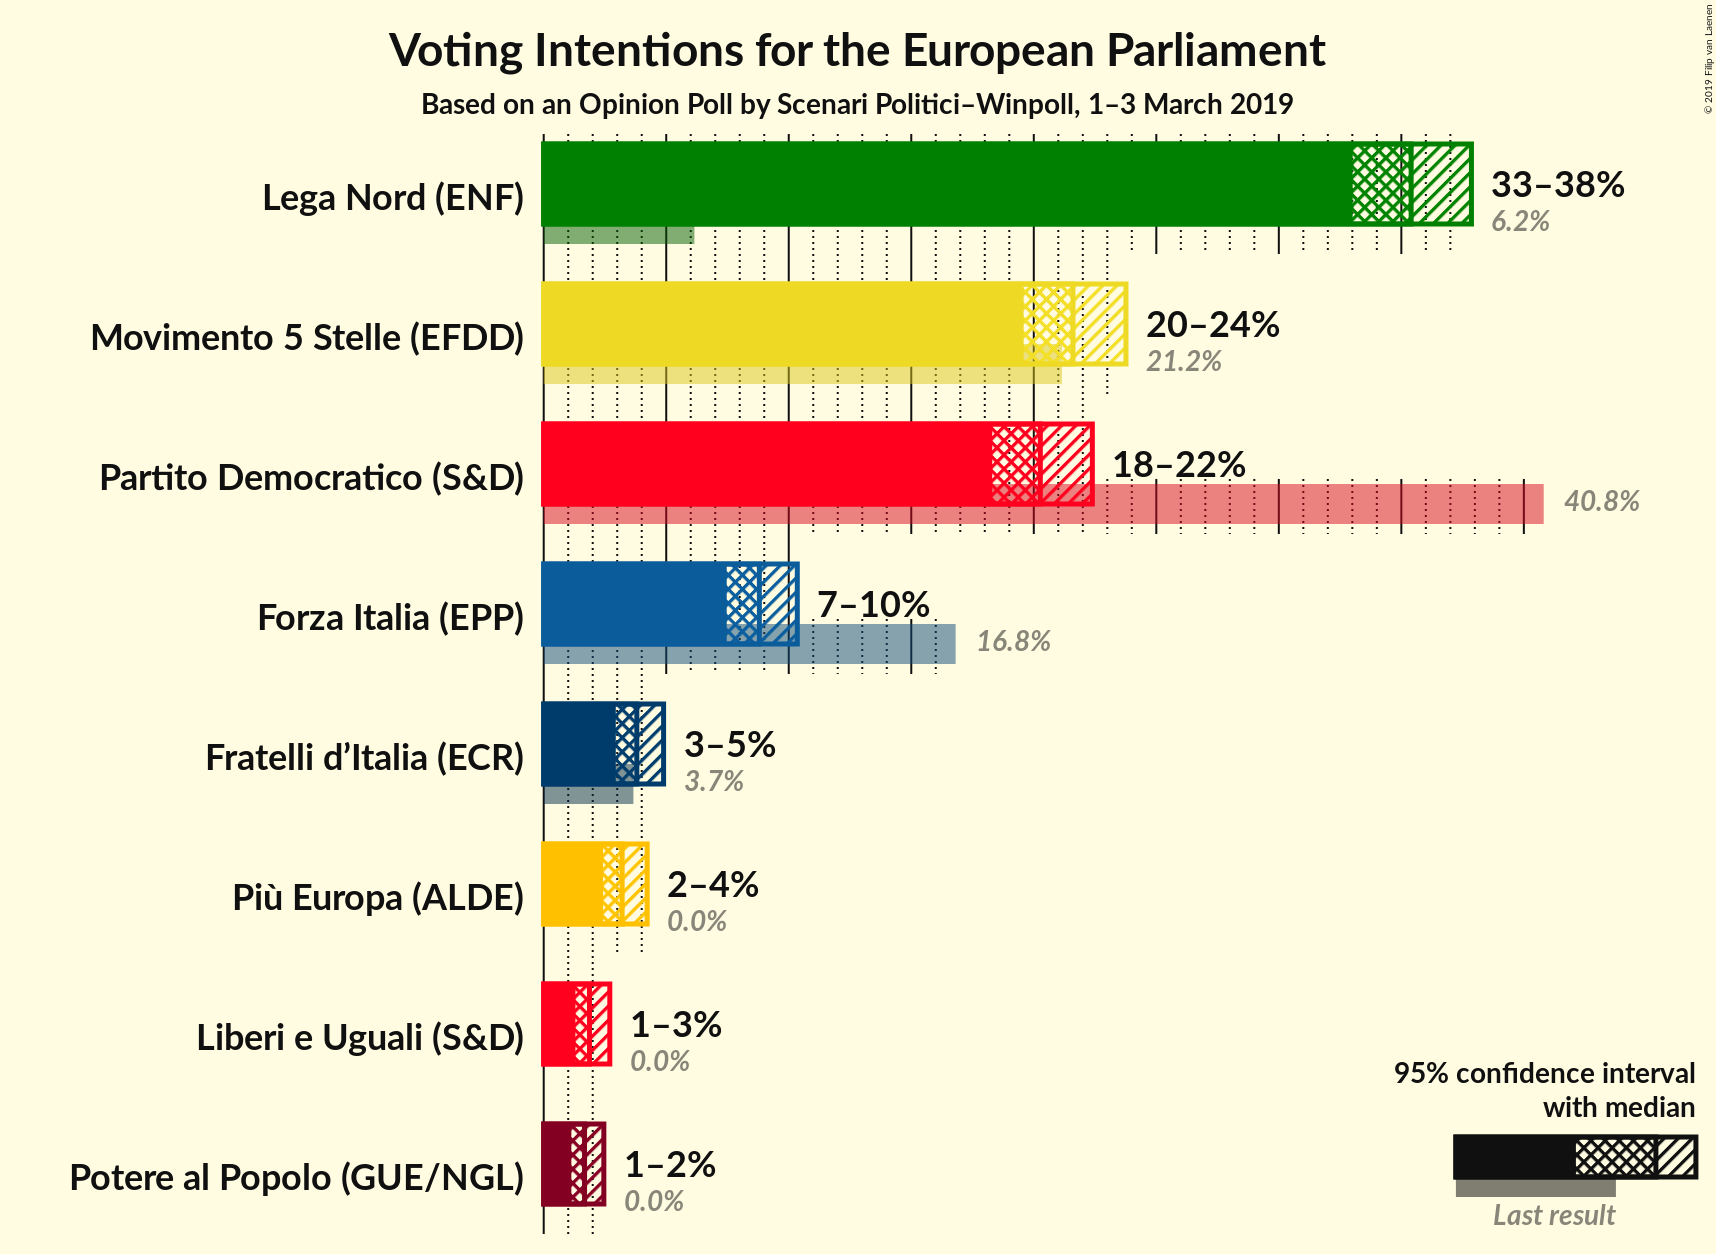 Voting Intentions for the European Parliament
Based on an Opinion Poll by Scenari Politici–Winpoll, 1–3 March 2019
© 2019 Filip van Laenen
Lega Nord (ENF)
33–38%
6.2%
Movimento 5 Stelle (EFDD)
20–24%
21.2%
Partito Democratico (S&D)
18–22%
40.8%
Forza Italia (EPP)
7–10%
16.8%
Fratelli d’Italia (ECR)
3–5%
3.7%
Più Europa (ALDE)
2–4%
0.0%
Liberi e Uguali (S&D)
1–3%
0.0%
Potere al Popolo (GUE/NGL)
1–2%
0.0%
95% confidence interval
with median
Last result